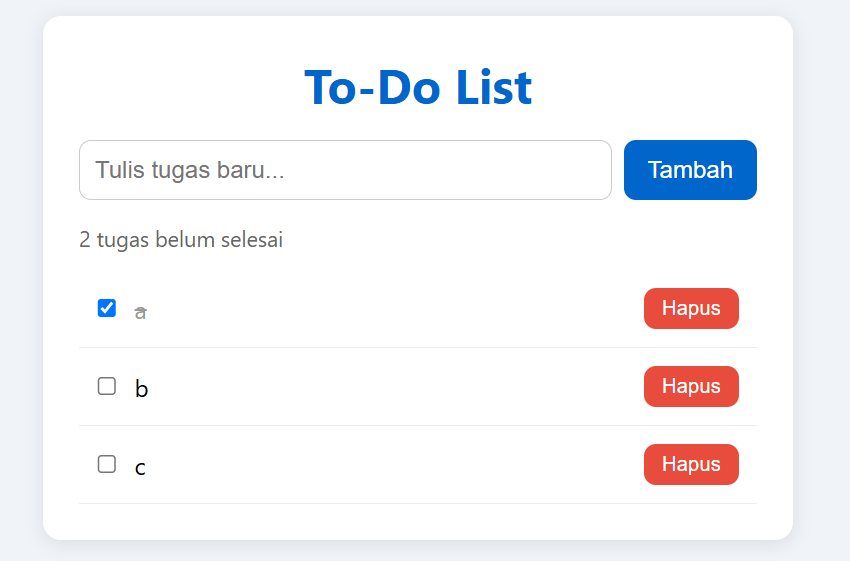 To-Do List
Tulis tugas baru...
Tambah
2 tugas belum selesai
a
Hapus
b
Hapus
c
Hapus